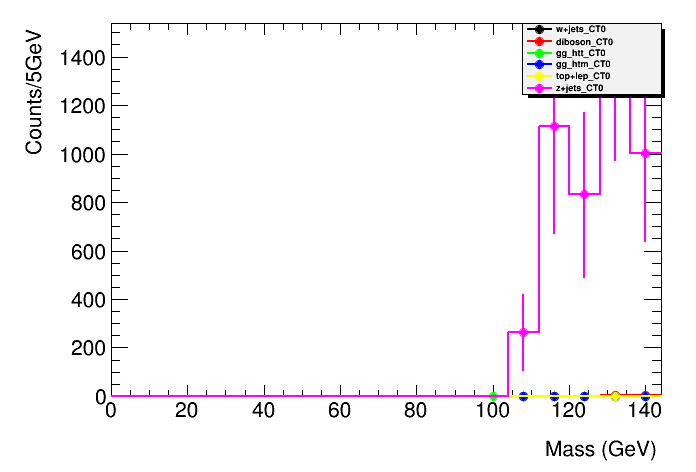 Counts/5GeV
1400
1200
1000
800
600
400
200
0
0 20 40 60 80 100 120 140
Mass (GeV)
w+jets_CT0
diboson_CT0
gg_htt_CT0
gg_htm_CT0
top+lep_CT0
z+jets_CT0